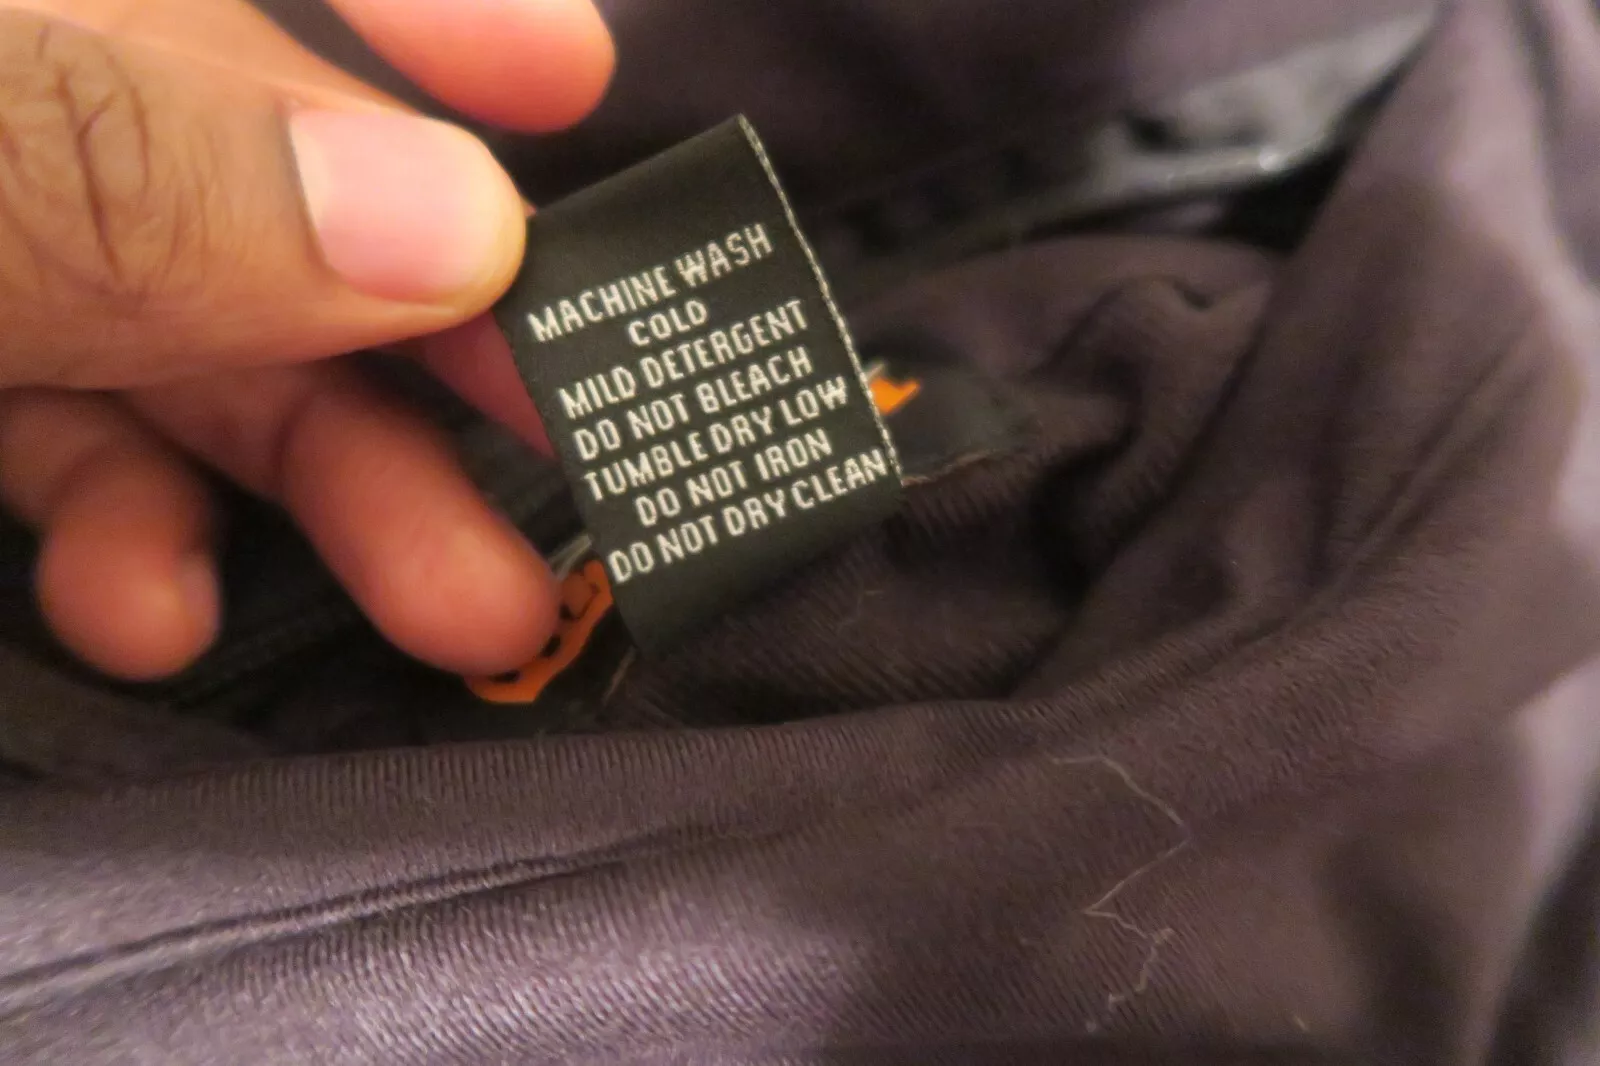 MACHINE WASH
COLD
MILD DETERGENT
DO NOT BLEACH
TUMBLE DRY LOW
DO NOT IRON
DO NOT DRY CLEAN